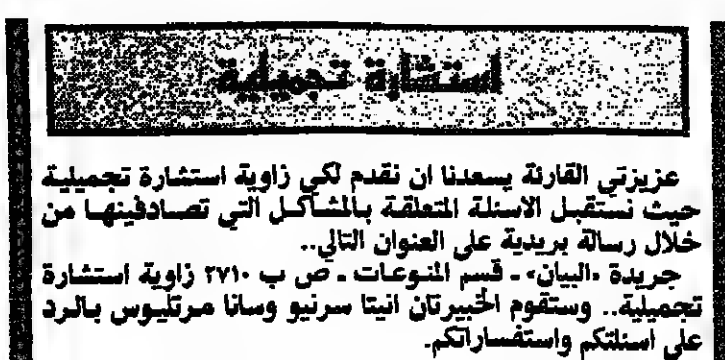 استشارة تجميلية
عزيزتي القارئة يسعدنا ان نقدم لكي زاوية استشارة تجميلية
حيث نستقبل الاسئلة المتعلقة بالمشاكل التي تصادفينها من
خلال رسالة بريدية على العنوان التالي..
جريدة «البيان» ـ قسم المنوعات ـ ص ب ٢٧١٠ زاوية استشارة
تجميلية.. وستقوم الخبيرتان انيتا سرنيو وسانا مرتليوس بالرد
على اسئلتكم واستفساراتكم.